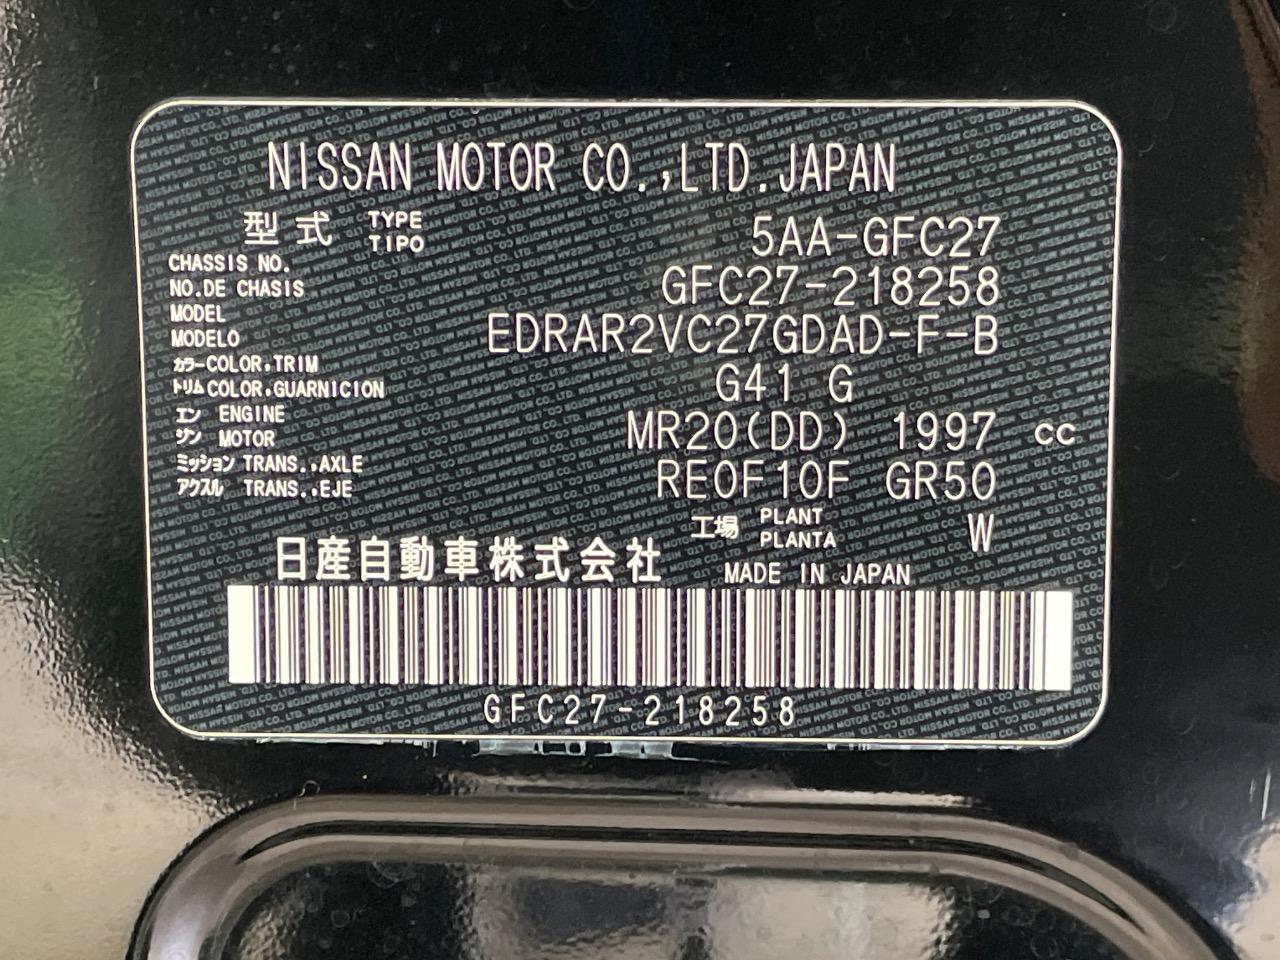 NISSAN MOTOR CO.,LTD.JAPAN
型式 TYPE TIPO 5AA-GFC27
CHASSIS NO.
NO.DE CHASIS GFC27-218258
MODEL
MODELO EDRAR2VC27GDAD-F-B
カラー COLOR,TRIM
トリム COLOR,GUARNICION G41 G
エン ENGINE
ジン MOTOR MR20(DD) 1997 cc
ミッション TRANS.,AXLE
アクスル TRANS.,EJE RE0F10F GR50
工場 PLANT PLANTA W
日産自動車株式会社 MADE IN JAPAN
GFC27-218258